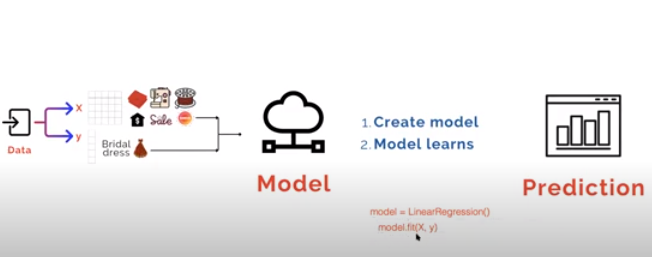 Data
x
y
Sale
Bridal
dress
Model
1. Create model
2. Model learns
model = LinearRegression()
model.fit(X, y)
Prediction